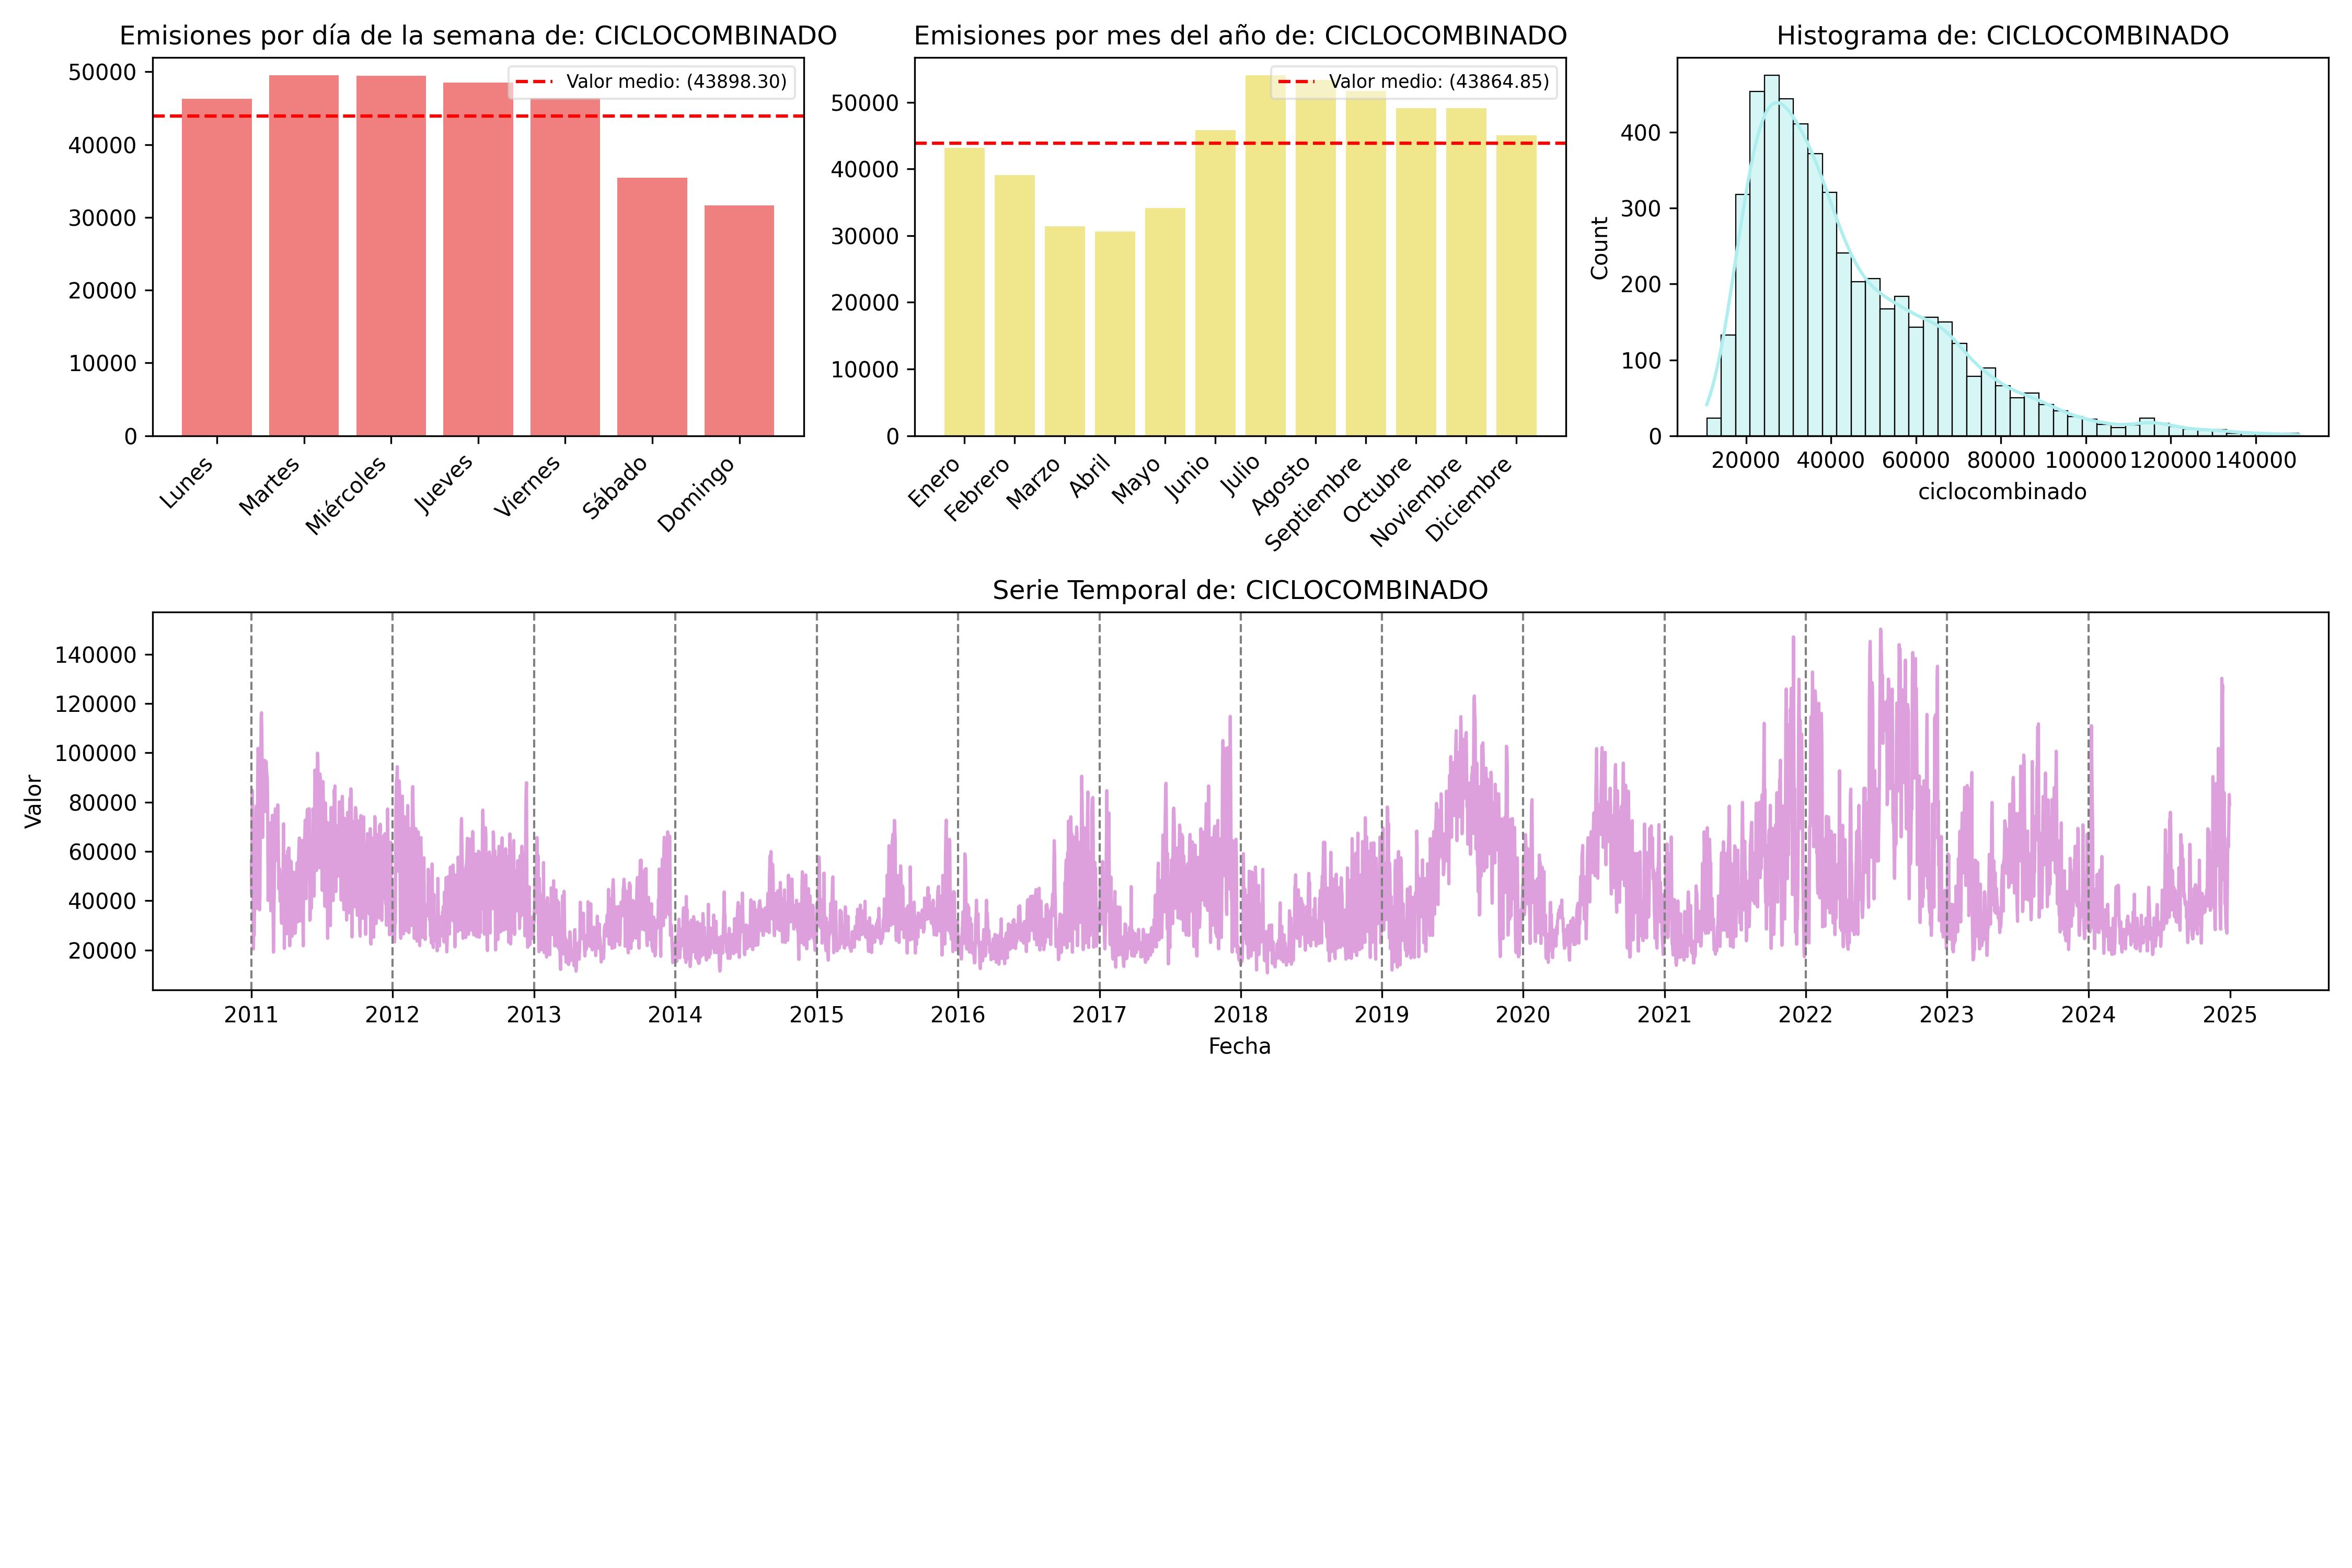 Emisiones por día de la semana de: CICLOCOMBINADO
Valor medio: (43898.30)
50000
40000
30000
20000
10000
0
Lunes
Martes
Miércoles
Jueves
Viernes
Sábado
Domingo
Emisiones por mes del año de: CICLOCOMBINADO
Valor medio: (43864.85)
50000
40000
30000
20000
10000
0
Enero
Febrero
Marzo
Abril
Mayo
Junio
Julio
Agosto
Septiembre
Octubre
Noviembre
Diciembre
Histograma de: CICLOCOMBINADO
Count
400
300
200
100
0
20000 40000 60000 80000 100000 120000 140000
ciclocombinado
Serie Temporal de: CICLOCOMBINADO
Valor
140000
120000
100000
80000
60000
40000
20000
2011 2012 2013 2014 2015 2016 2017 2018 2019 2020 2021 2022 2023 2024 2025
Fecha